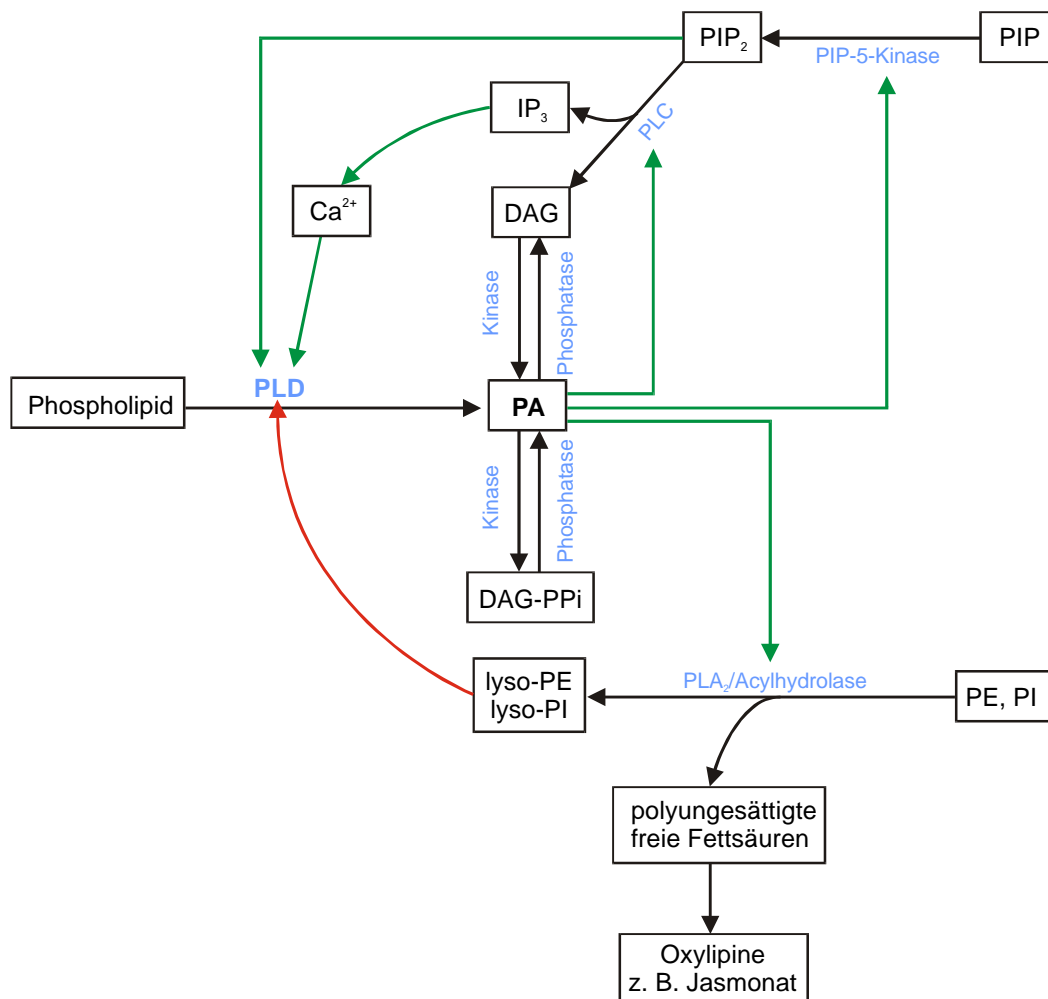 PIP₂
PIP
PIP-5-Kinase
IP₃
PLC
Ca²⁺
DAG
Kinase
Phosphatase
PLD
Phospholipid
PA
Kinase
Phosphatase
DAG-PPi
lyso-PE
lyso-PI
PLA₂/Acylhydrolase
PE, PI
polyungesättigte
freie Fettsäuren
Oxylipine
z. B. Jasmonat